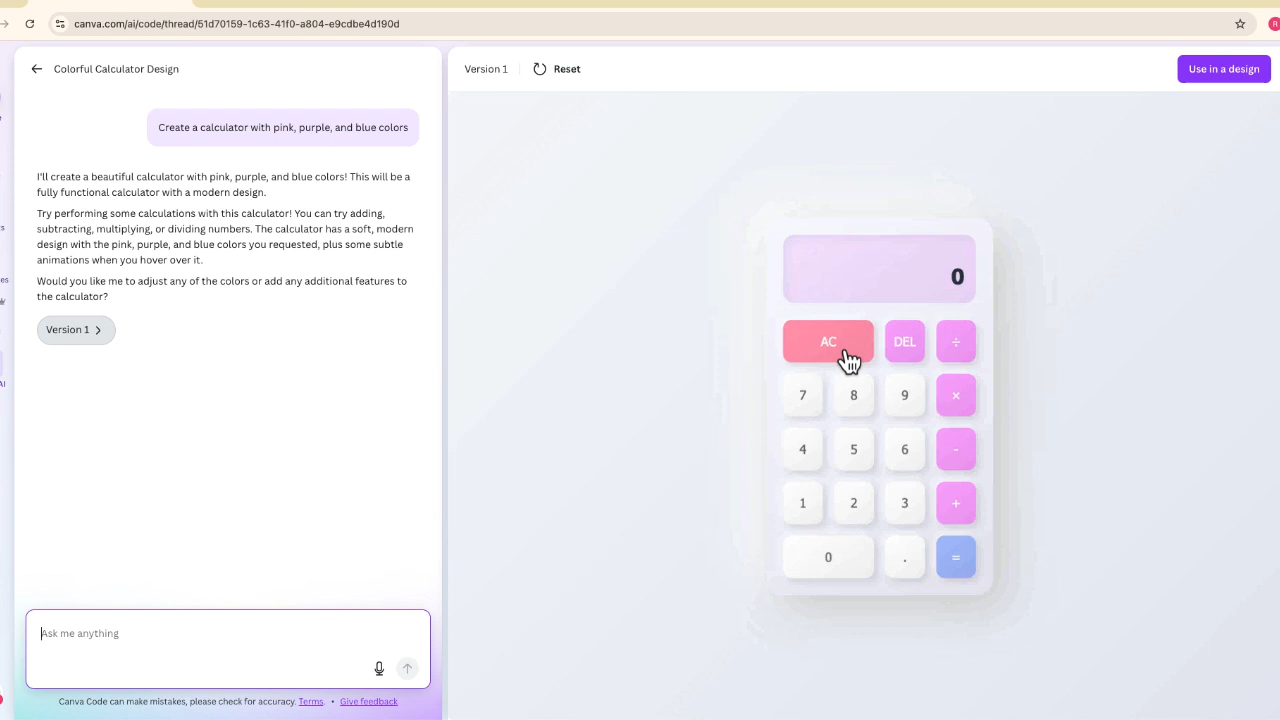 canva.com/ai/code/thread/51d70159-1c63-41f0-a804-e9cdbe4d190d
R
Colorful Calculator Design
Version 1
Reset
Use in a design
Create a calculator with pink, purple, and blue colors
I'll create a beautiful calculator with pink, purple, and blue colors! This will be a
fully functional calculator with a modern design.
Try performing some calculations with this calculator! You can try adding,
subtracting, multiplying, or dividing numbers. The calculator has a soft, modern
design with the pink, purple, and blue colors you requested, plus some subtle
animations when you hover over it.
Would you like me to adjust any of the colors or add any additional features to
the calculator?
Version 1
0
AC DEL ÷
7 8 9 ×
4 5 6 -
1 2 3 +
0 . =
Ask me anything
Canva Code can make mistakes, please check for accuracy. Terms. • Give feedback